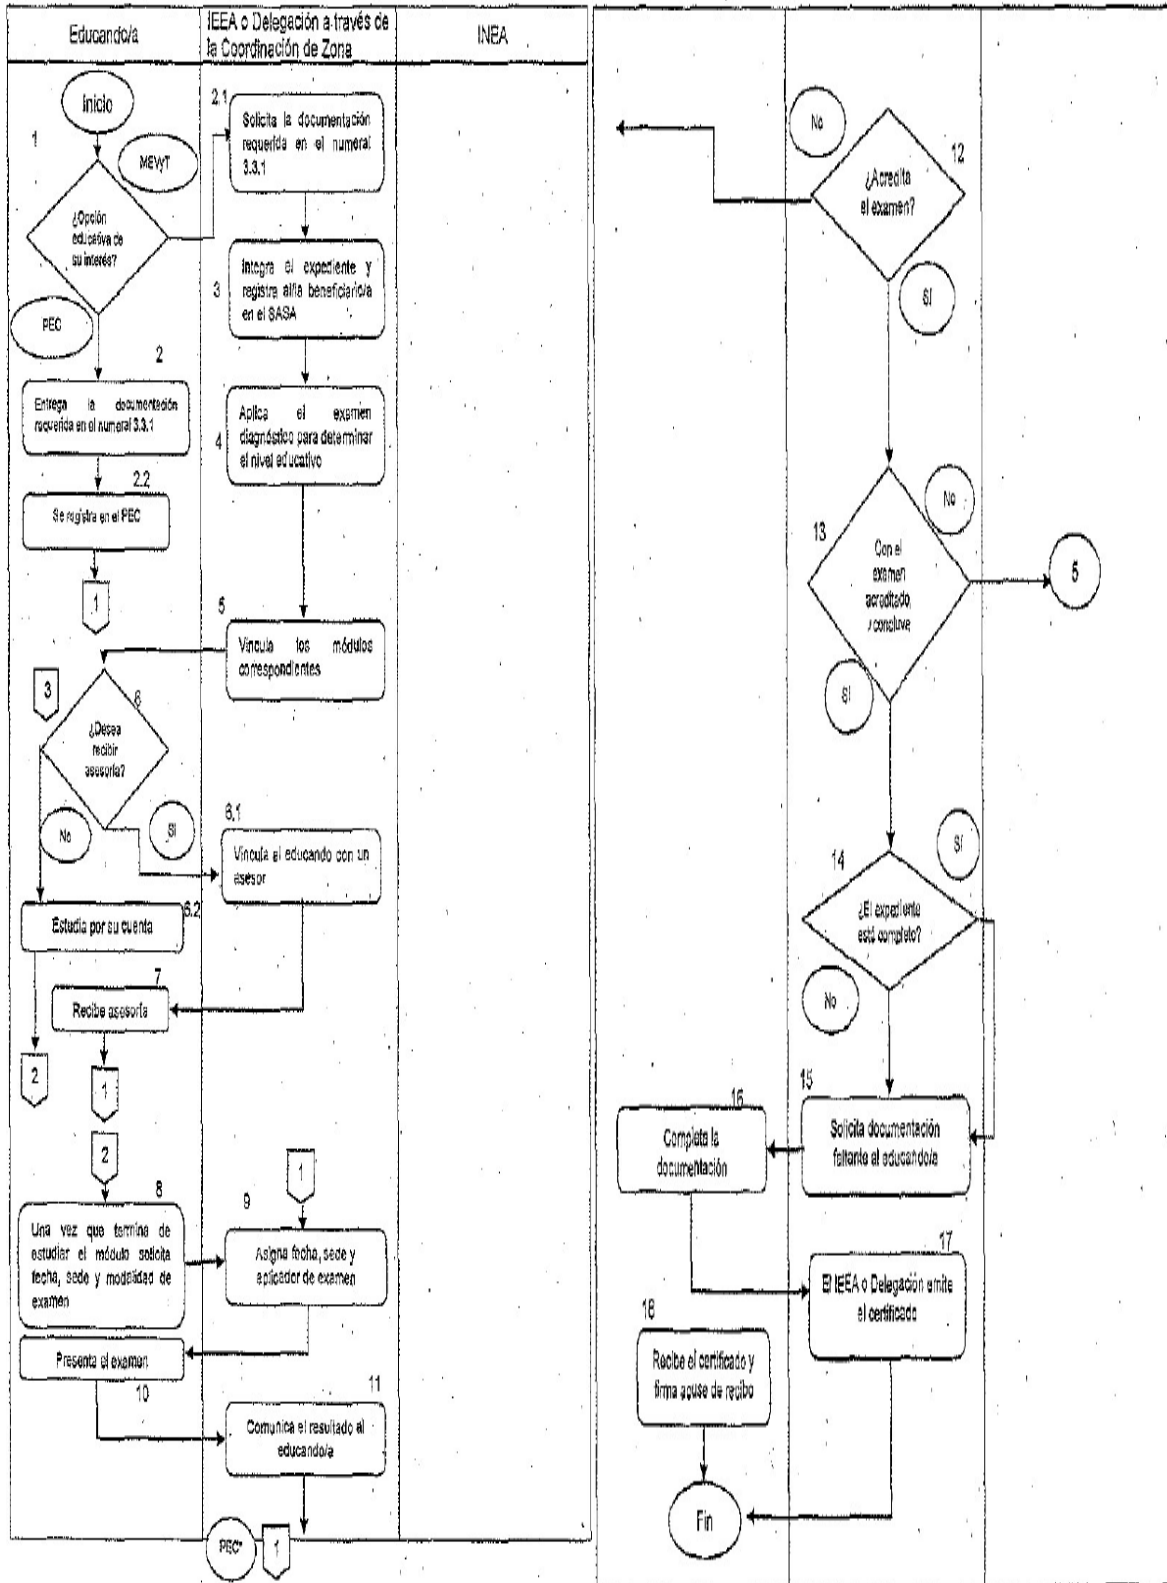 Educando/a
IEEA o Delegación a través de
la Coordinación de Zona
INEA
Inicio
1
MEVyT
¿Opción
educativa de
su interés?
PEC
2
Entrega la documentación
requerida en el numeral 3.3.1
2.2
Se registra en el PEC
1
2.1
Solicita la documentación
requerida en el numeral
3.3.1
3
Integra el expediente y
registra al/la beneficiario/a
en el SASA
4
Aplica el examen
diagnóstico para determinar
el nivel educativo
5
Vincula los módulos
correspondientes
3
6
¿Desea
recibir
asesoría?
No
Sí
6.1
Vincula al educando con un
asesor
6.2
Estudia por su cuenta
7
Recibe asesoría
2
1
2
1
8
Una vez que termina de
estudiar el módulo solicita
fecha, sede y modalidad de
examen
9
Asigna fecha, sede y
aplicador de examen
Presenta el examen
10
11
Comunica el resultado al
educando/a
PEC*
1
No
12
¿Acredita
el examen?
Sí
No
13
Con el
examen
acreditado,
¿concluye
5
Sí
Sí
14
¿El expediente
está completo?
No
15
Solicita documentación
faltante al educando/a
16
Completa la
documentación
17
El IEEA o Delegación emite
el certificado
18
Recibe el certificado y
firma acuse de recibo
Fin